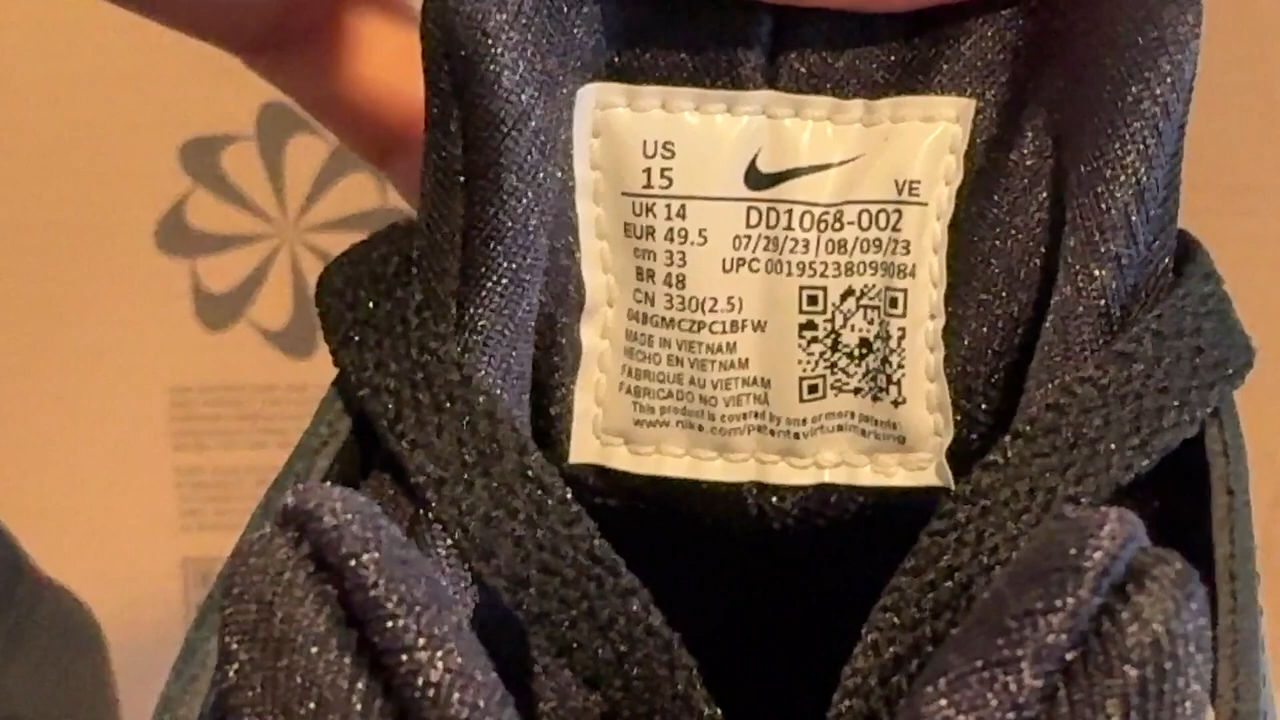 US
15
VE
UK 14
EUR 49.5
cm 33
BR 48
CN 330(2.5)
DD1068-002
07/29/23 | 08/09/23
UPC 00195238099084
04BGMCZPC1BFW
MADE IN VIETNAM
HECHO EN VIETNAM
FABRIQUE AU VIETNAM
FABRICADO NO VIETNÃ
This product is covered by one or more patents
www.nike.com/patentsvirtualmarking